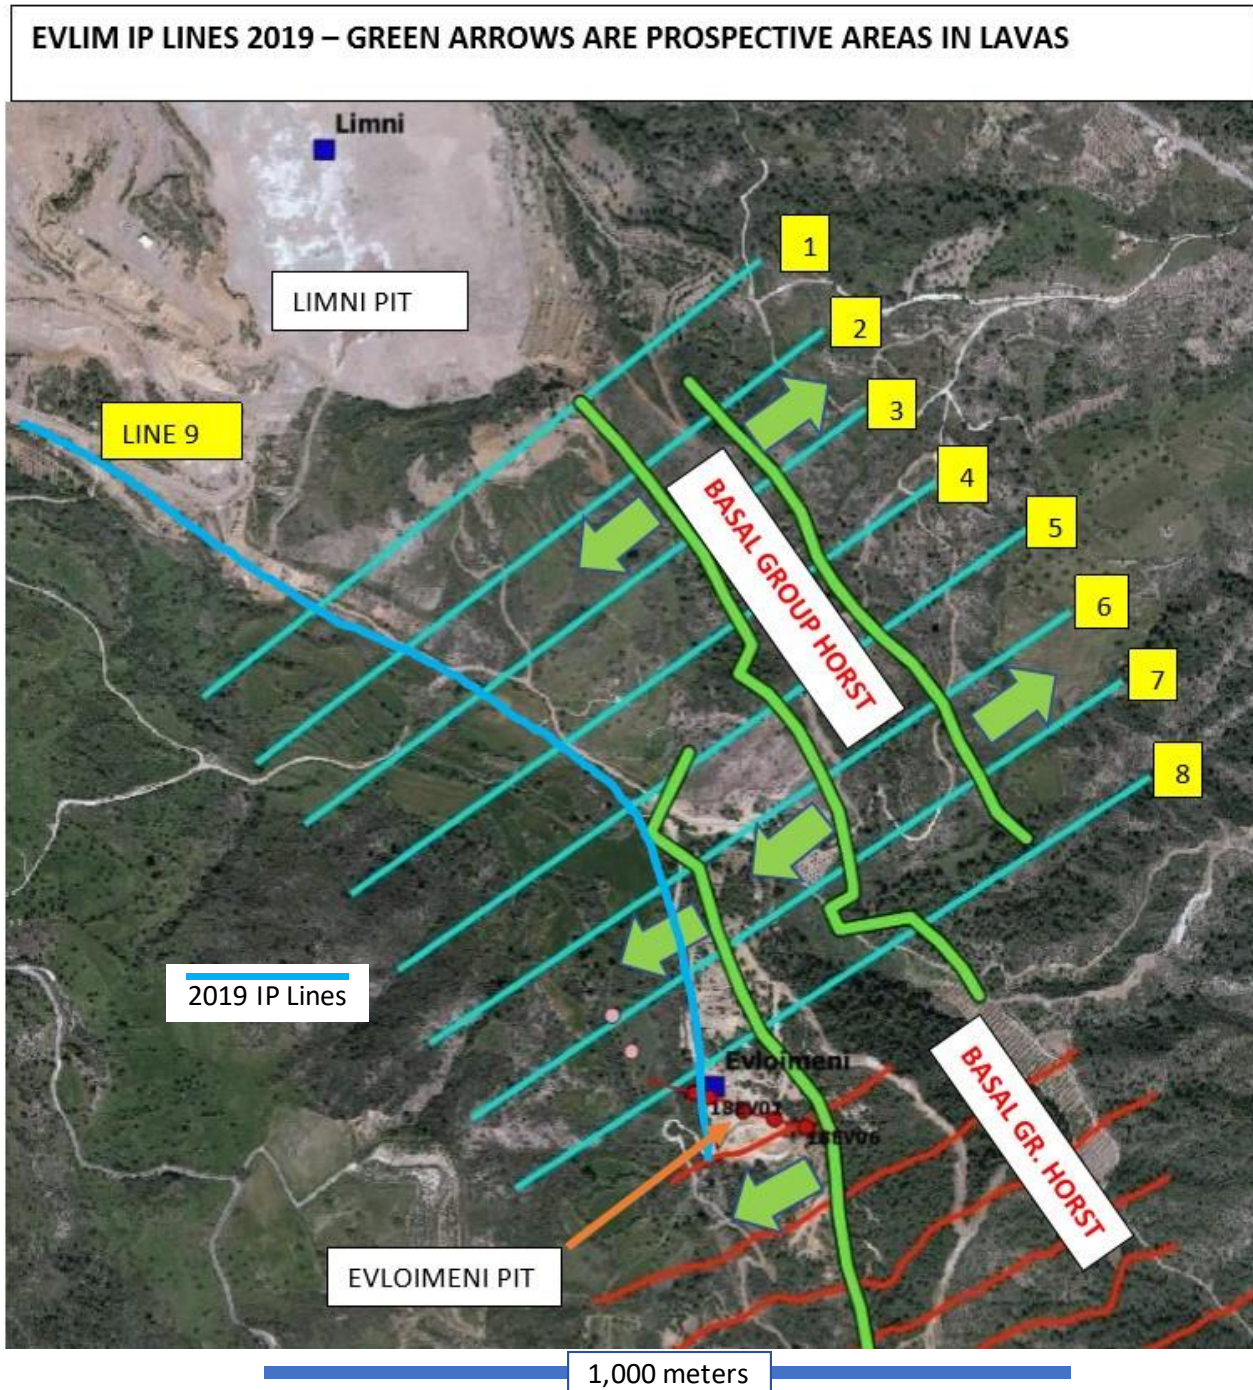 EVLIM IP LINES 2019 – GREEN ARROWS ARE PROSPECTIVE AREAS IN LAVAS
Limni
1
LIMNI PIT
2
3
LINE 9
4
BASAL GROUP HORST
5
6
7
8
2019 IP Lines
Evloimeni
18EV06
BASAL GR. HORST
EVLOIMENI PIT
1,000 meters